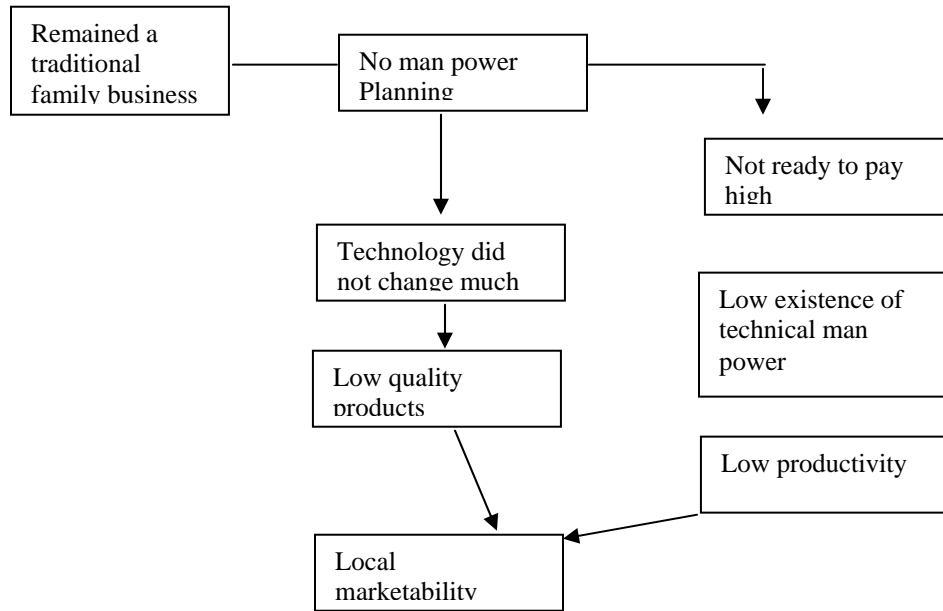 Remained a
traditional
family business
No man power
Planning
Not ready to pay
high
Technology did
not change much
Low existence of
technical man
power
Low quality
products
Low productivity
Local
marketability